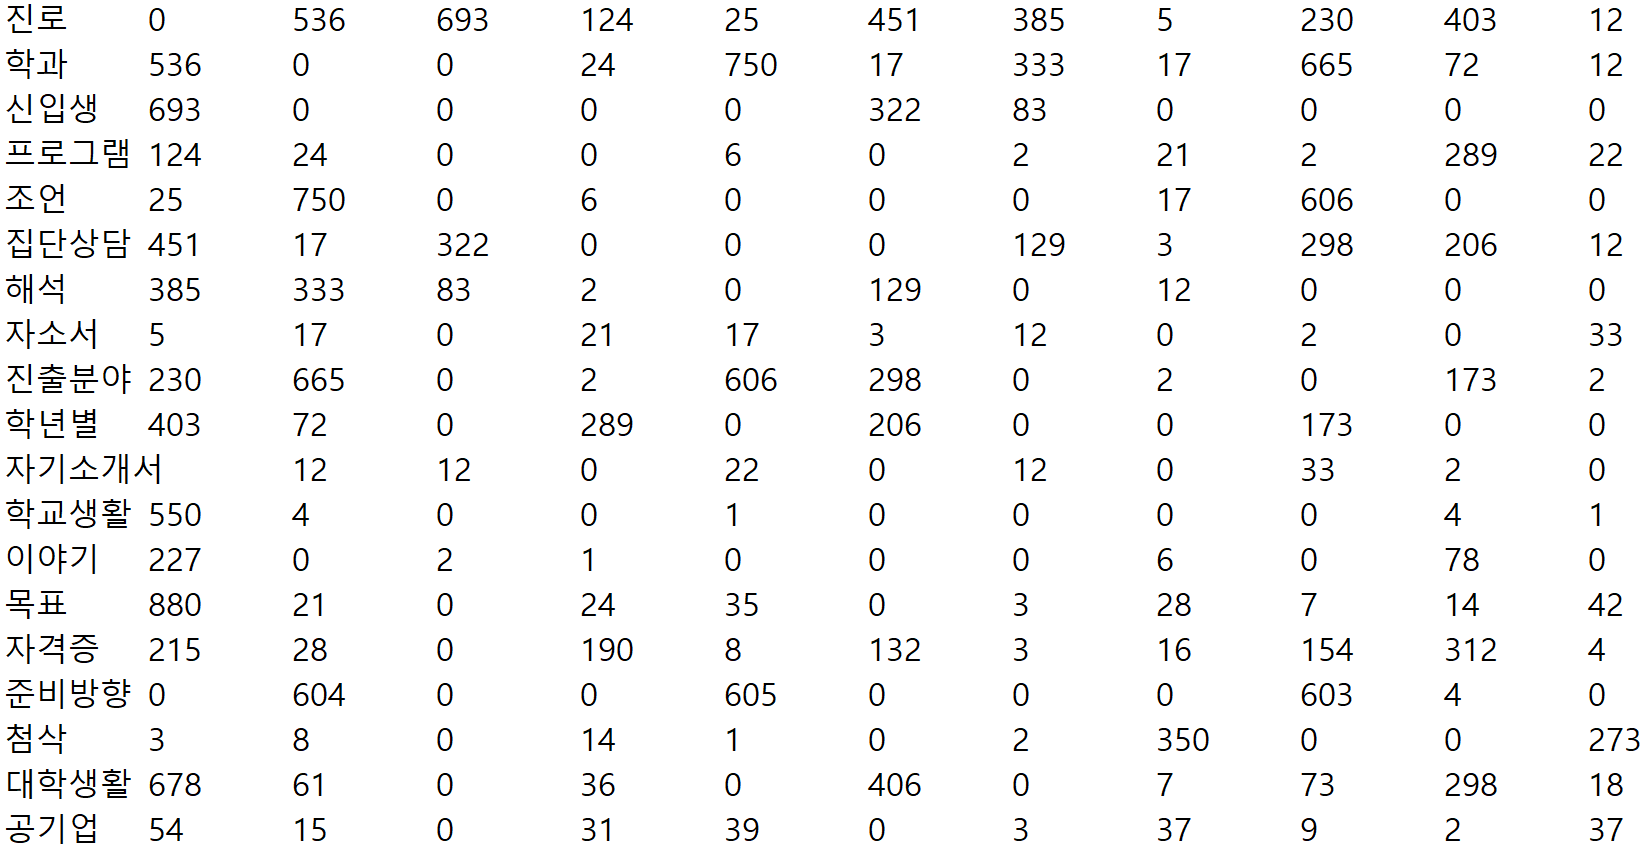 진로 0 536 693 124 25 451 385 5 230 403 12
학과 536 0 0 24 750 17 333 17 665 72 12
신입생 693 0 0 0 0 322 83 0 0 0 0
프로그램 124 24 0 0 6 0 2 21 2 289 22
조언 25 750 0 6 0 0 0 17 606 0 0
집단상담 451 17 322 0 0 0 129 3 298 206 12
해석 385 333 83 2 0 129 0 12 0 0 0
자소서 5 17 0 21 17 3 12 0 2 0 33
진출분야 230 665 0 2 606 298 0 2 0 173 2
학년별 403 72 0 289 0 206 0 0 173 0 0
자기소개서 12 12 0 22 0 12 0 33 2 0
학교생활 550 4 0 0 1 0 0 0 0 4 1
이야기 227 0 2 1 0 0 0 6 0 78 0
목표 880 21 0 24 35 0 3 28 7 14 42
자격증 215 28 0 190 8 132 3 16 154 312 4
준비방향 0 604 0 0 605 0 0 0 603 4 0
첨삭 3 8 0 14 1 0 2 350 0 0 273
대학생활 678 61 0 36 0 406 0 7 73 298 18
공기업 54 15 0 31 39 0 3 37 9 2 37